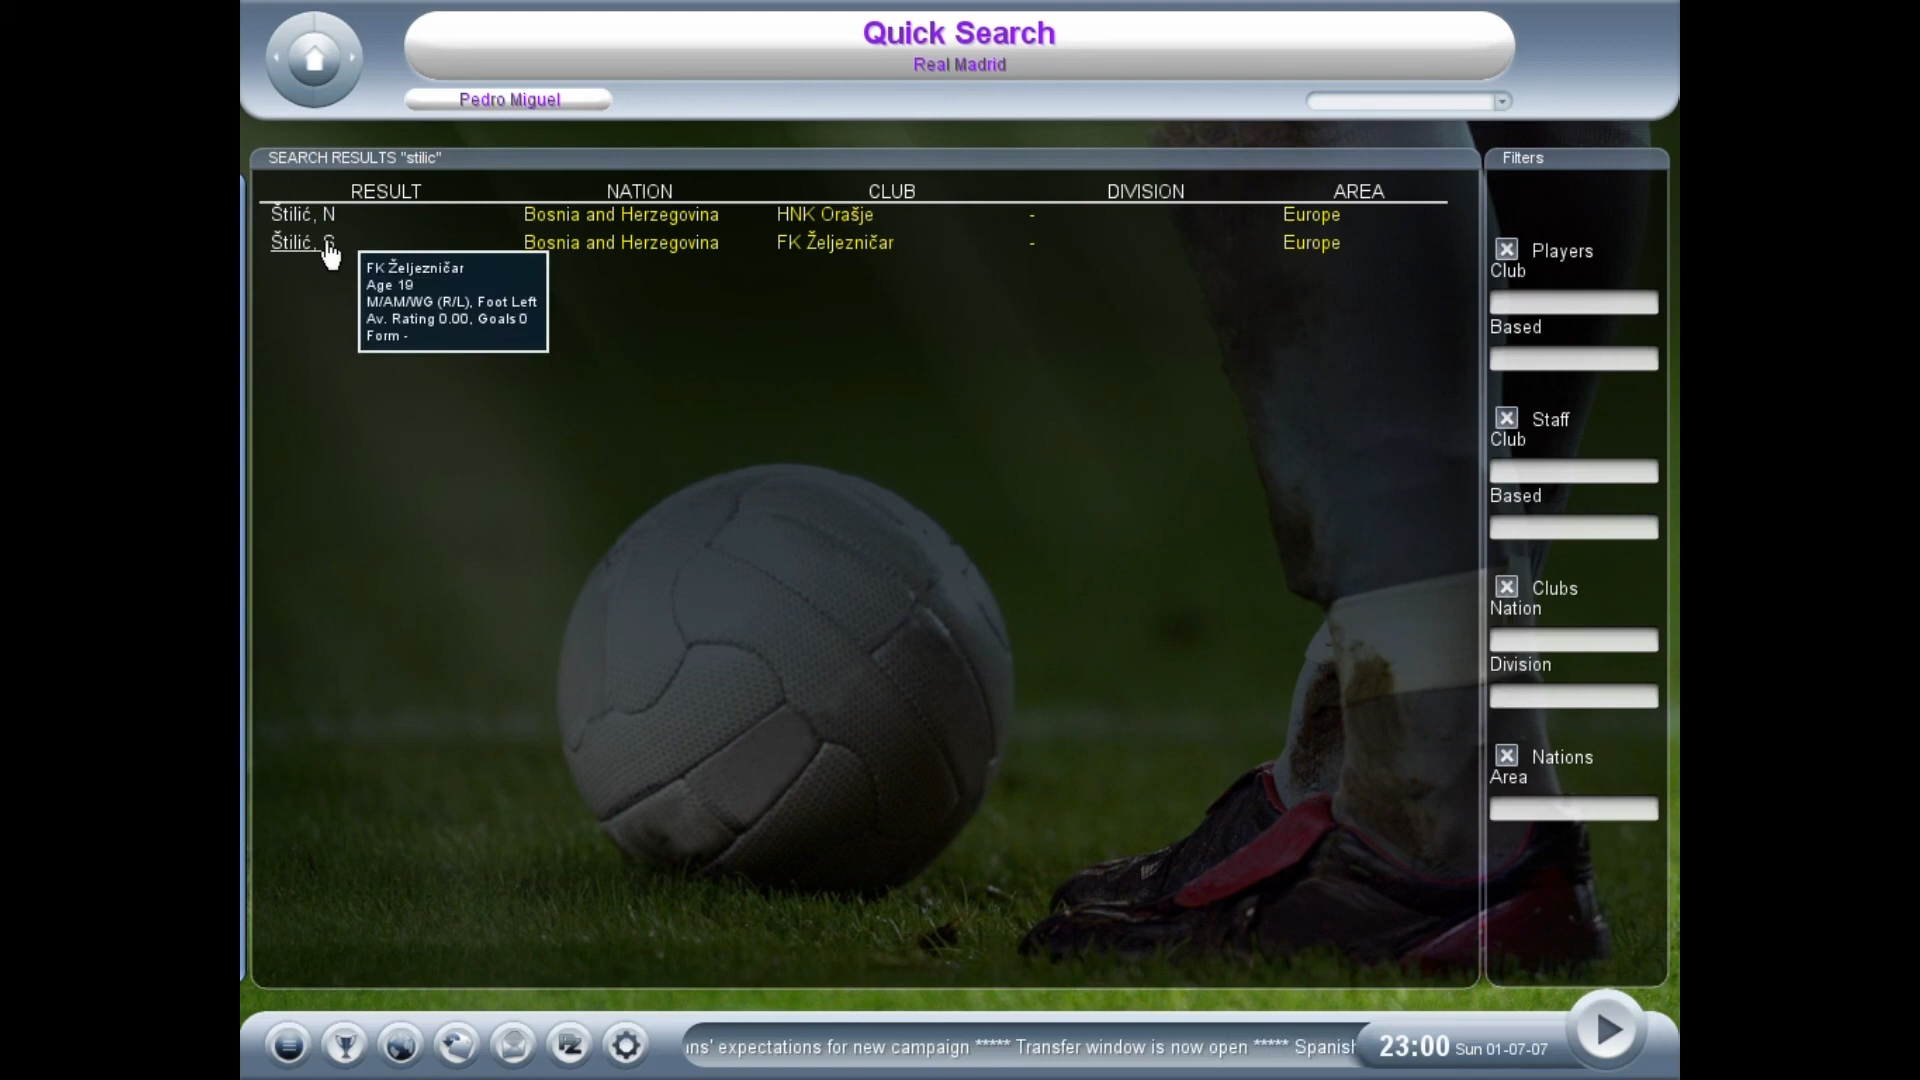 Quick Search
Real Madrid
Pedro Miguel
SEARCH RESULTS "stilic"
Filters
RESULT NATION CLUB DIVISION AREA
Štilić, N Bosnia and Herzegovina HNK Orašje - Europe
Štilić, S Bosnia and Herzegovina FK Željezničar - Europe
FK Željezničar
Age 19
M/AM/WG (R/L), Foot Left
Av. Rating 0.00, Goals 0
Form -
Players
Club
Based
Staff
Club
Based
Clubs
Nation
Division
Nations
Area
expectations for new campaign ***** Transfer window is now open ***** Spanish
23:00 Sun 01-07-07